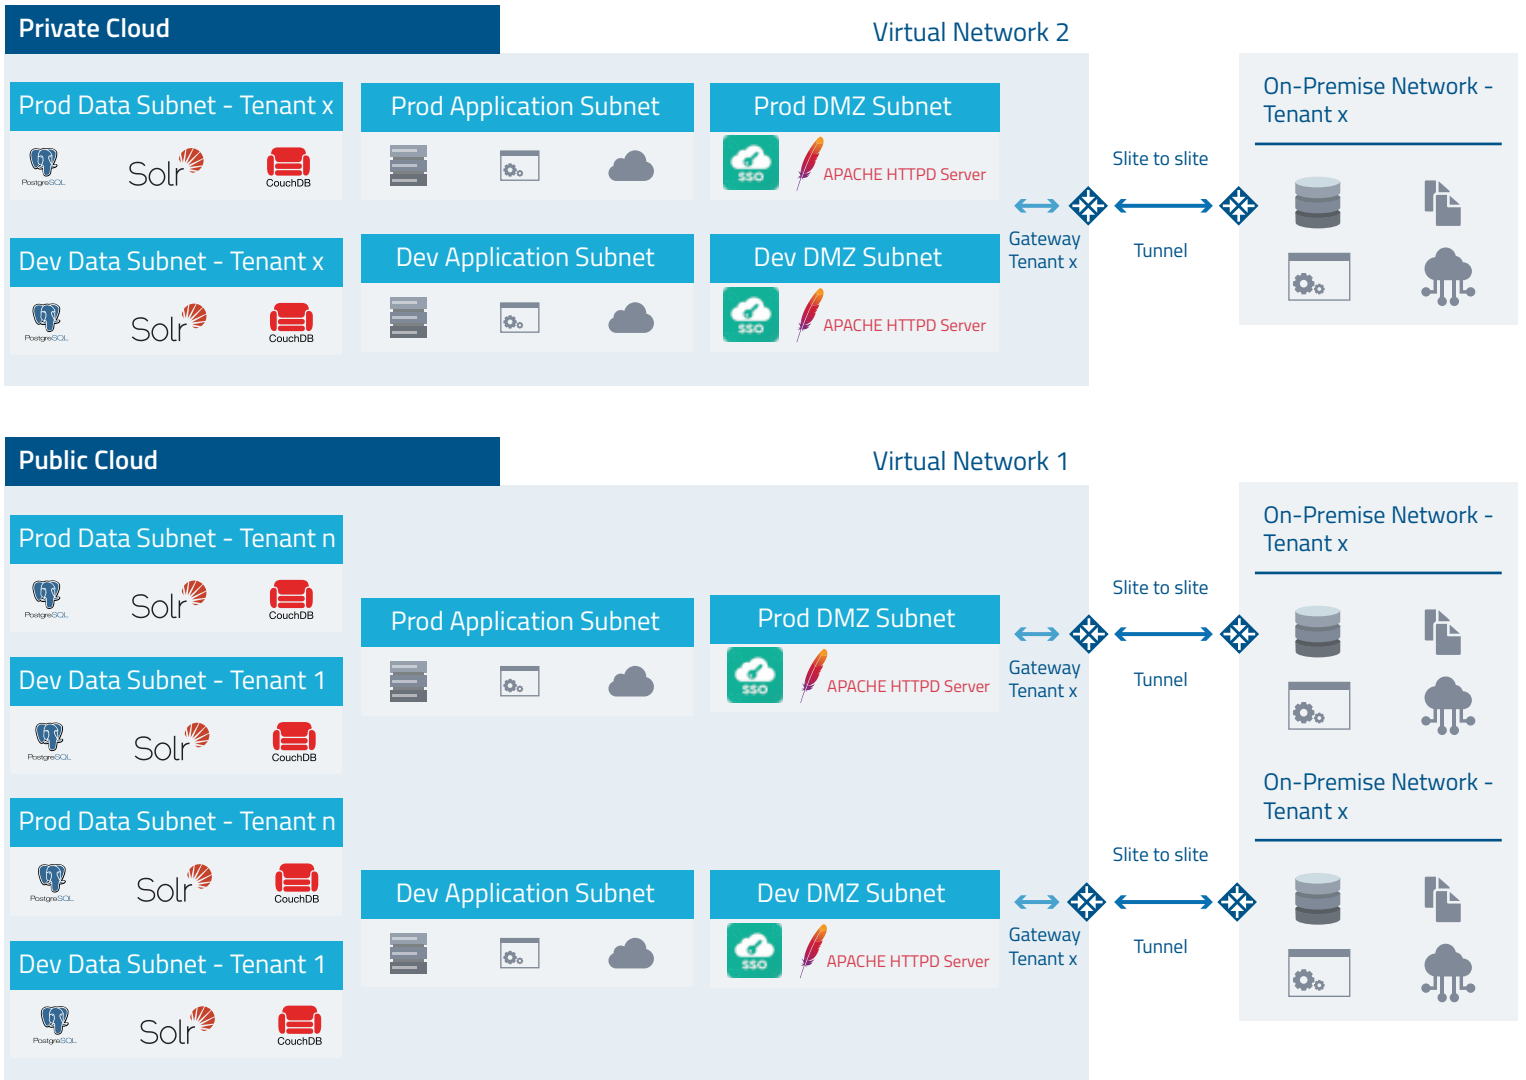 Private Cloud
Virtual Network 2
Prod Data Subnet - Tenant x
PostgreSQL
Solr
CouchDB
Prod Application Subnet
Prod DMZ Subnet
SSO
APACHE HTTPD Server
Dev Data Subnet - Tenant x
PostgreSQL
Solr
CouchDB
Dev Application Subnet
Dev DMZ Subnet
SSO
APACHE HTTPD Server
Gateway
Tenant x
Slite to slite
Tunnel
On-Premise Network -
Tenant x
Public Cloud
Virtual Network 1
Prod Data Subnet - Tenant n
PostgreSQL
Solr
CouchDB
Dev Data Subnet - Tenant 1
PostgreSQL
Solr
CouchDB
Prod Data Subnet - Tenant n
PostgreSQL
Solr
CouchDB
Dev Data Subnet - Tenant 1
PostgreSQL
Solr
CouchDB
Prod Application Subnet
Prod DMZ Subnet
SSO
APACHE HTTPD Server
Gateway
Tenant x
Slite to slite
Tunnel
On-Premise Network -
Tenant x
Dev Application Subnet
Dev DMZ Subnet
SSO
APACHE HTTPD Server
Gateway
Tenant x
Slite to slite
Tunnel
On-Premise Network -
Tenant x